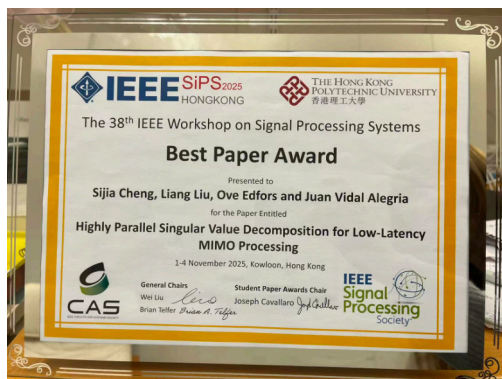 IEEE SiPS2025
HONGKONG
THE HONG KONG
POLYTECHNIC UNIVERSITY
香港理工大學
The 38th IEEE Workshop on Signal Processing Systems
Best Paper Award
Presented to
Sijia Cheng, Liang Liu, Ove Edfors and Juan Vidal Alegria
for the Paper Entitled
Highly Parallel Singular Value Decomposition for Low-Latency
MIMO Processing
1-4 November 2025, Kowloon, Hong Kong
CAS
General Chairs
Wei Liu
Brian Telfer Brian A. Telfer
Student Paper Awards Chair
Joseph Cavallaro
IEEE
Signal
Processing
Society